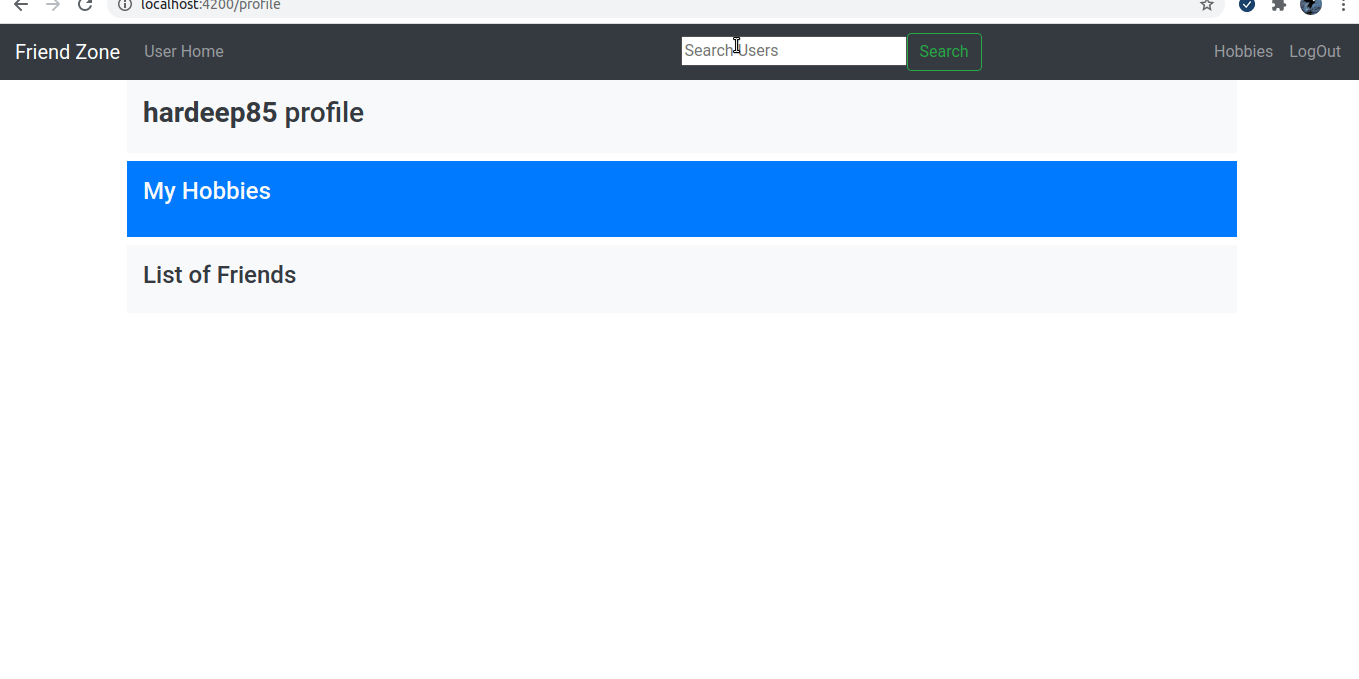 localhost:4200/profile
Friend Zone User Home Search Users Search Hobbies LogOut
hardeep85 profile
My Hobbies
List of Friends